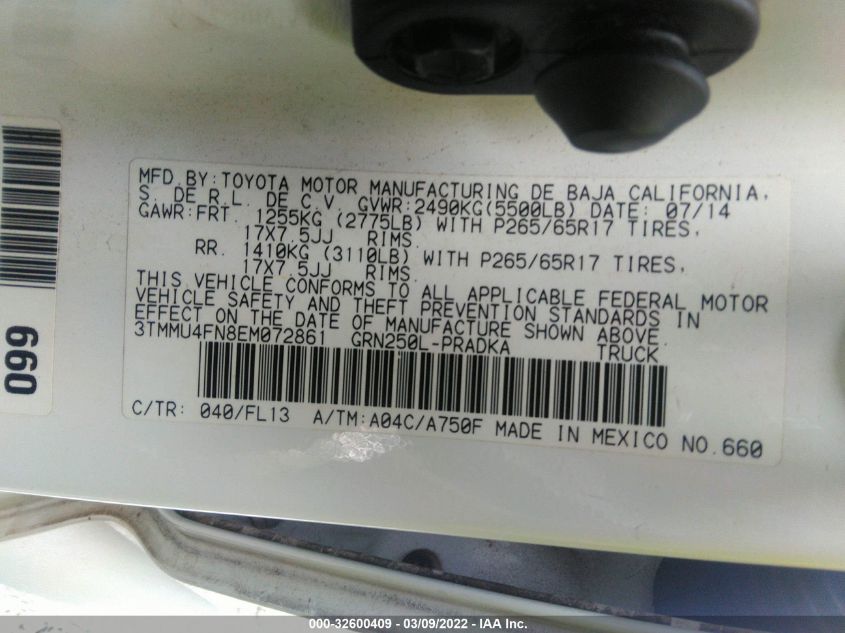 MFD.BY:TOYOTA MOTOR MANUFACTURING DE BAJA CALIFORNIA,
S. DE R.L. DE C.V. GVWR:2490KG(5500LB) DATE: 07/14
GAWR:FRT. 1255KG (2775LB) WITH P265/65R17 TIRES,
17X7.5JJ RIMS.
RR. 1410KG (3110LB) WITH P265/65R17 TIRES,
17X7.5JJ RIMS.
THIS VEHICLE CONFORMS TO ALL APPLICABLE FEDERAL MOTOR
VEHICLE SAFETY AND THEFT PREVENTION STANDARDS IN
EFFECT ON THE DATE OF MANUFACTURE SHOWN ABOVE.
3TMMU4FN8EM072861 GRN250L-PRADKA TRUCK
C/TR: 040/FL13 A/TM:A04C/A750F MADE IN MEXICO NO.660
660
000-32600409 - 03/09/2022 - IAA Inc.